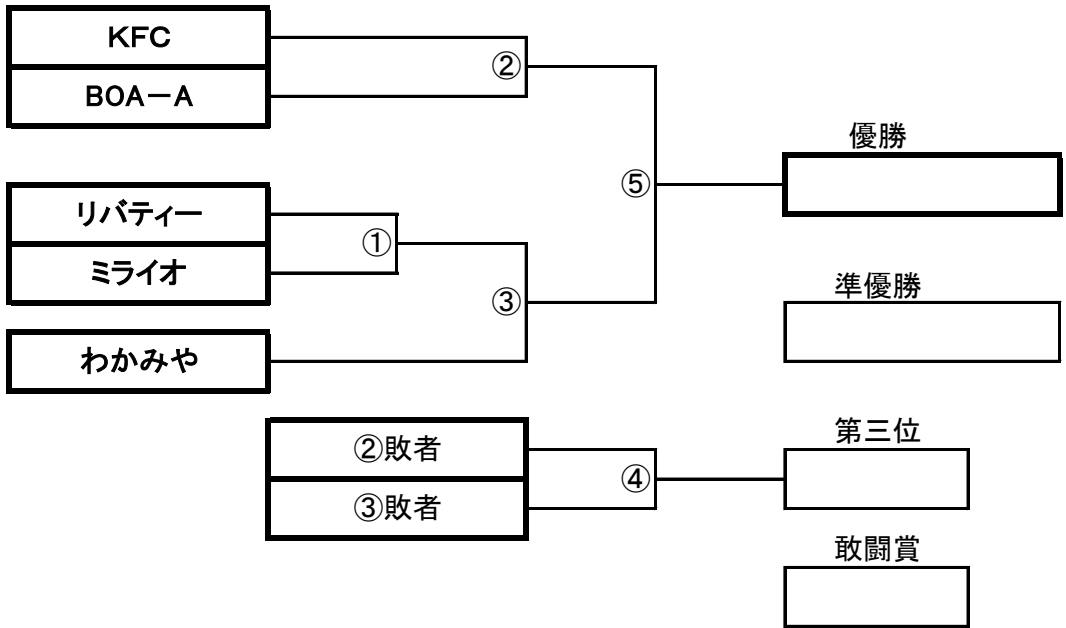 KFC
②
BOA－A
優勝
⑤
リバティー
①
ミライオ
③
準優勝
わかみや
第三位
②敗者
④
③敗者
敢闘賞